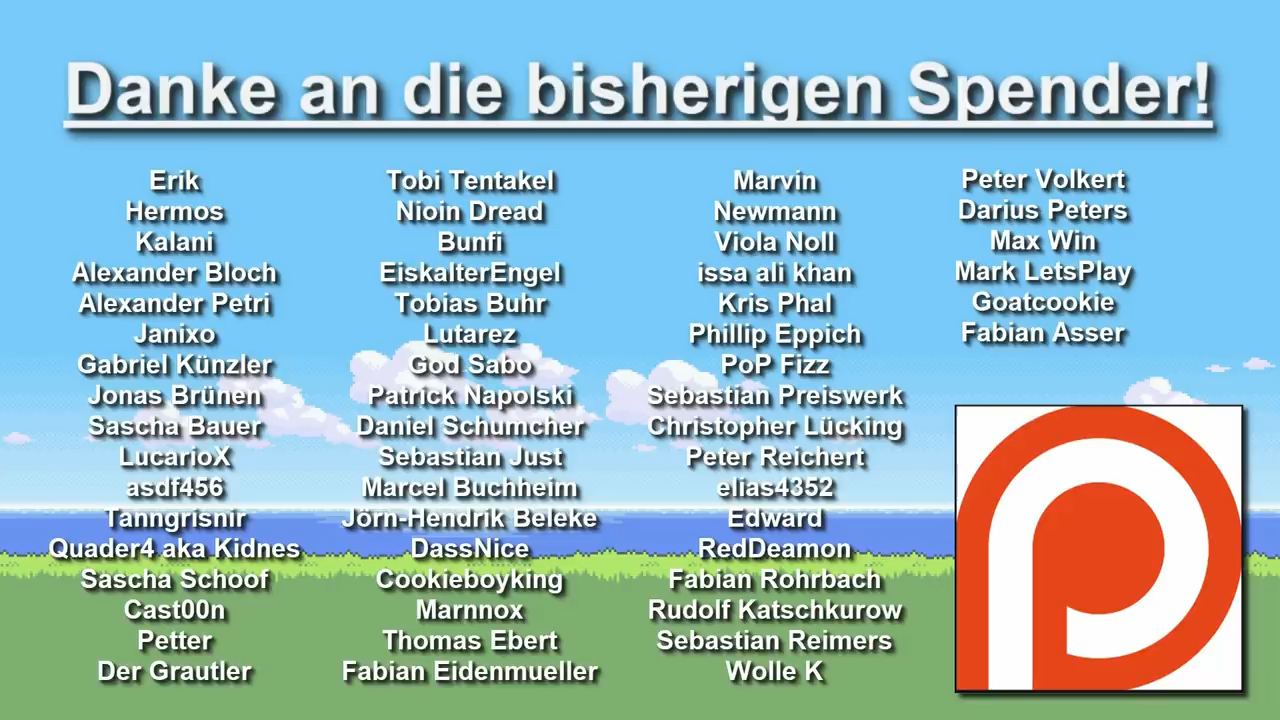 Danke an die bisherigen Spender!
Erik
Hermos
Kalani
Alexander Bloch
Alexander Petri
Janixo
Gabriel Künzler
Jonas Brünen
Sascha Bauer
LucarioX
asdf456
Tanngrisnir
Quader4 aka Kidnes
Sascha Schoof
Cast00n
Petter
Der Grautler
Tobi Tentakel
Nioin Dread
Bunfi
EiskalterEngel
Tobias Buhr
Lutarez
God Sabo
Patrick Napolski
Daniel Schumcher
Sebastian Just
Marcel Buchheim
Jörn-Hendrik Beleke
DassNice
Cookieboyking
Marnnox
Thomas Ebert
Fabian Eidenmueller
Marvin
Newmann
Viola Noll
issa ali khan
Kris Phal
Phillip Eppich
PoP Fizz
Sebastian Preiswerk
Christopher Lücking
Peter Reichert
elias4352
Edward
RedDeamon
Fabian Rohrbach
Rudolf Katschkurow
Sebastian Reimers
Wolle K
Peter Volkert
Darius Peters
Max Win
Mark LetsPlay
Goatcookie
Fabian Asser